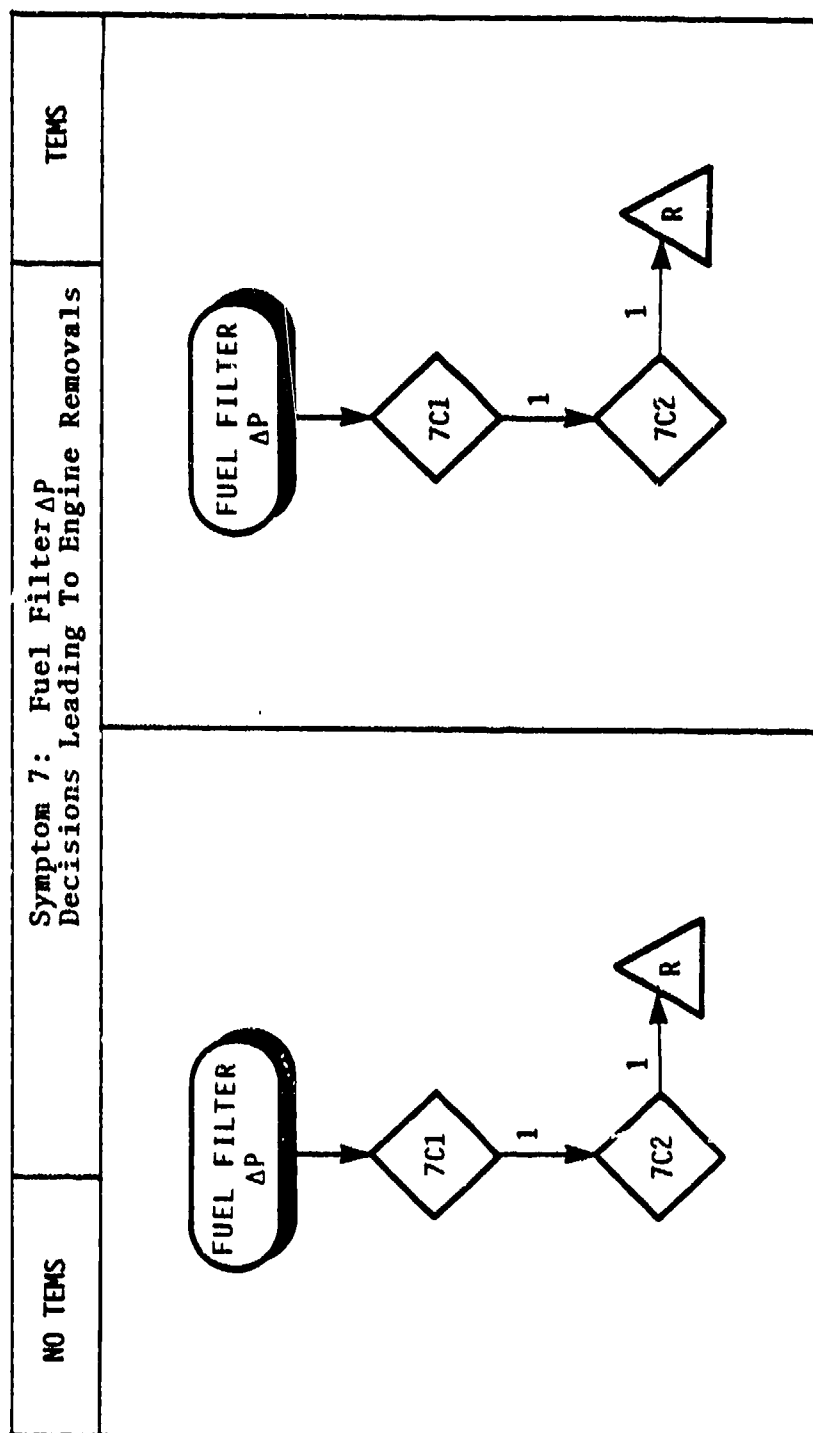 NO TEMS
Symptom 7: Fuel Filter ΔP
Decisions Leading To Engine Removals
TEMS
FUEL FILTER
ΔP
7C1
1
7C2
1
R
FUEL FILTER
ΔP
7C1
1
7C2
1
R